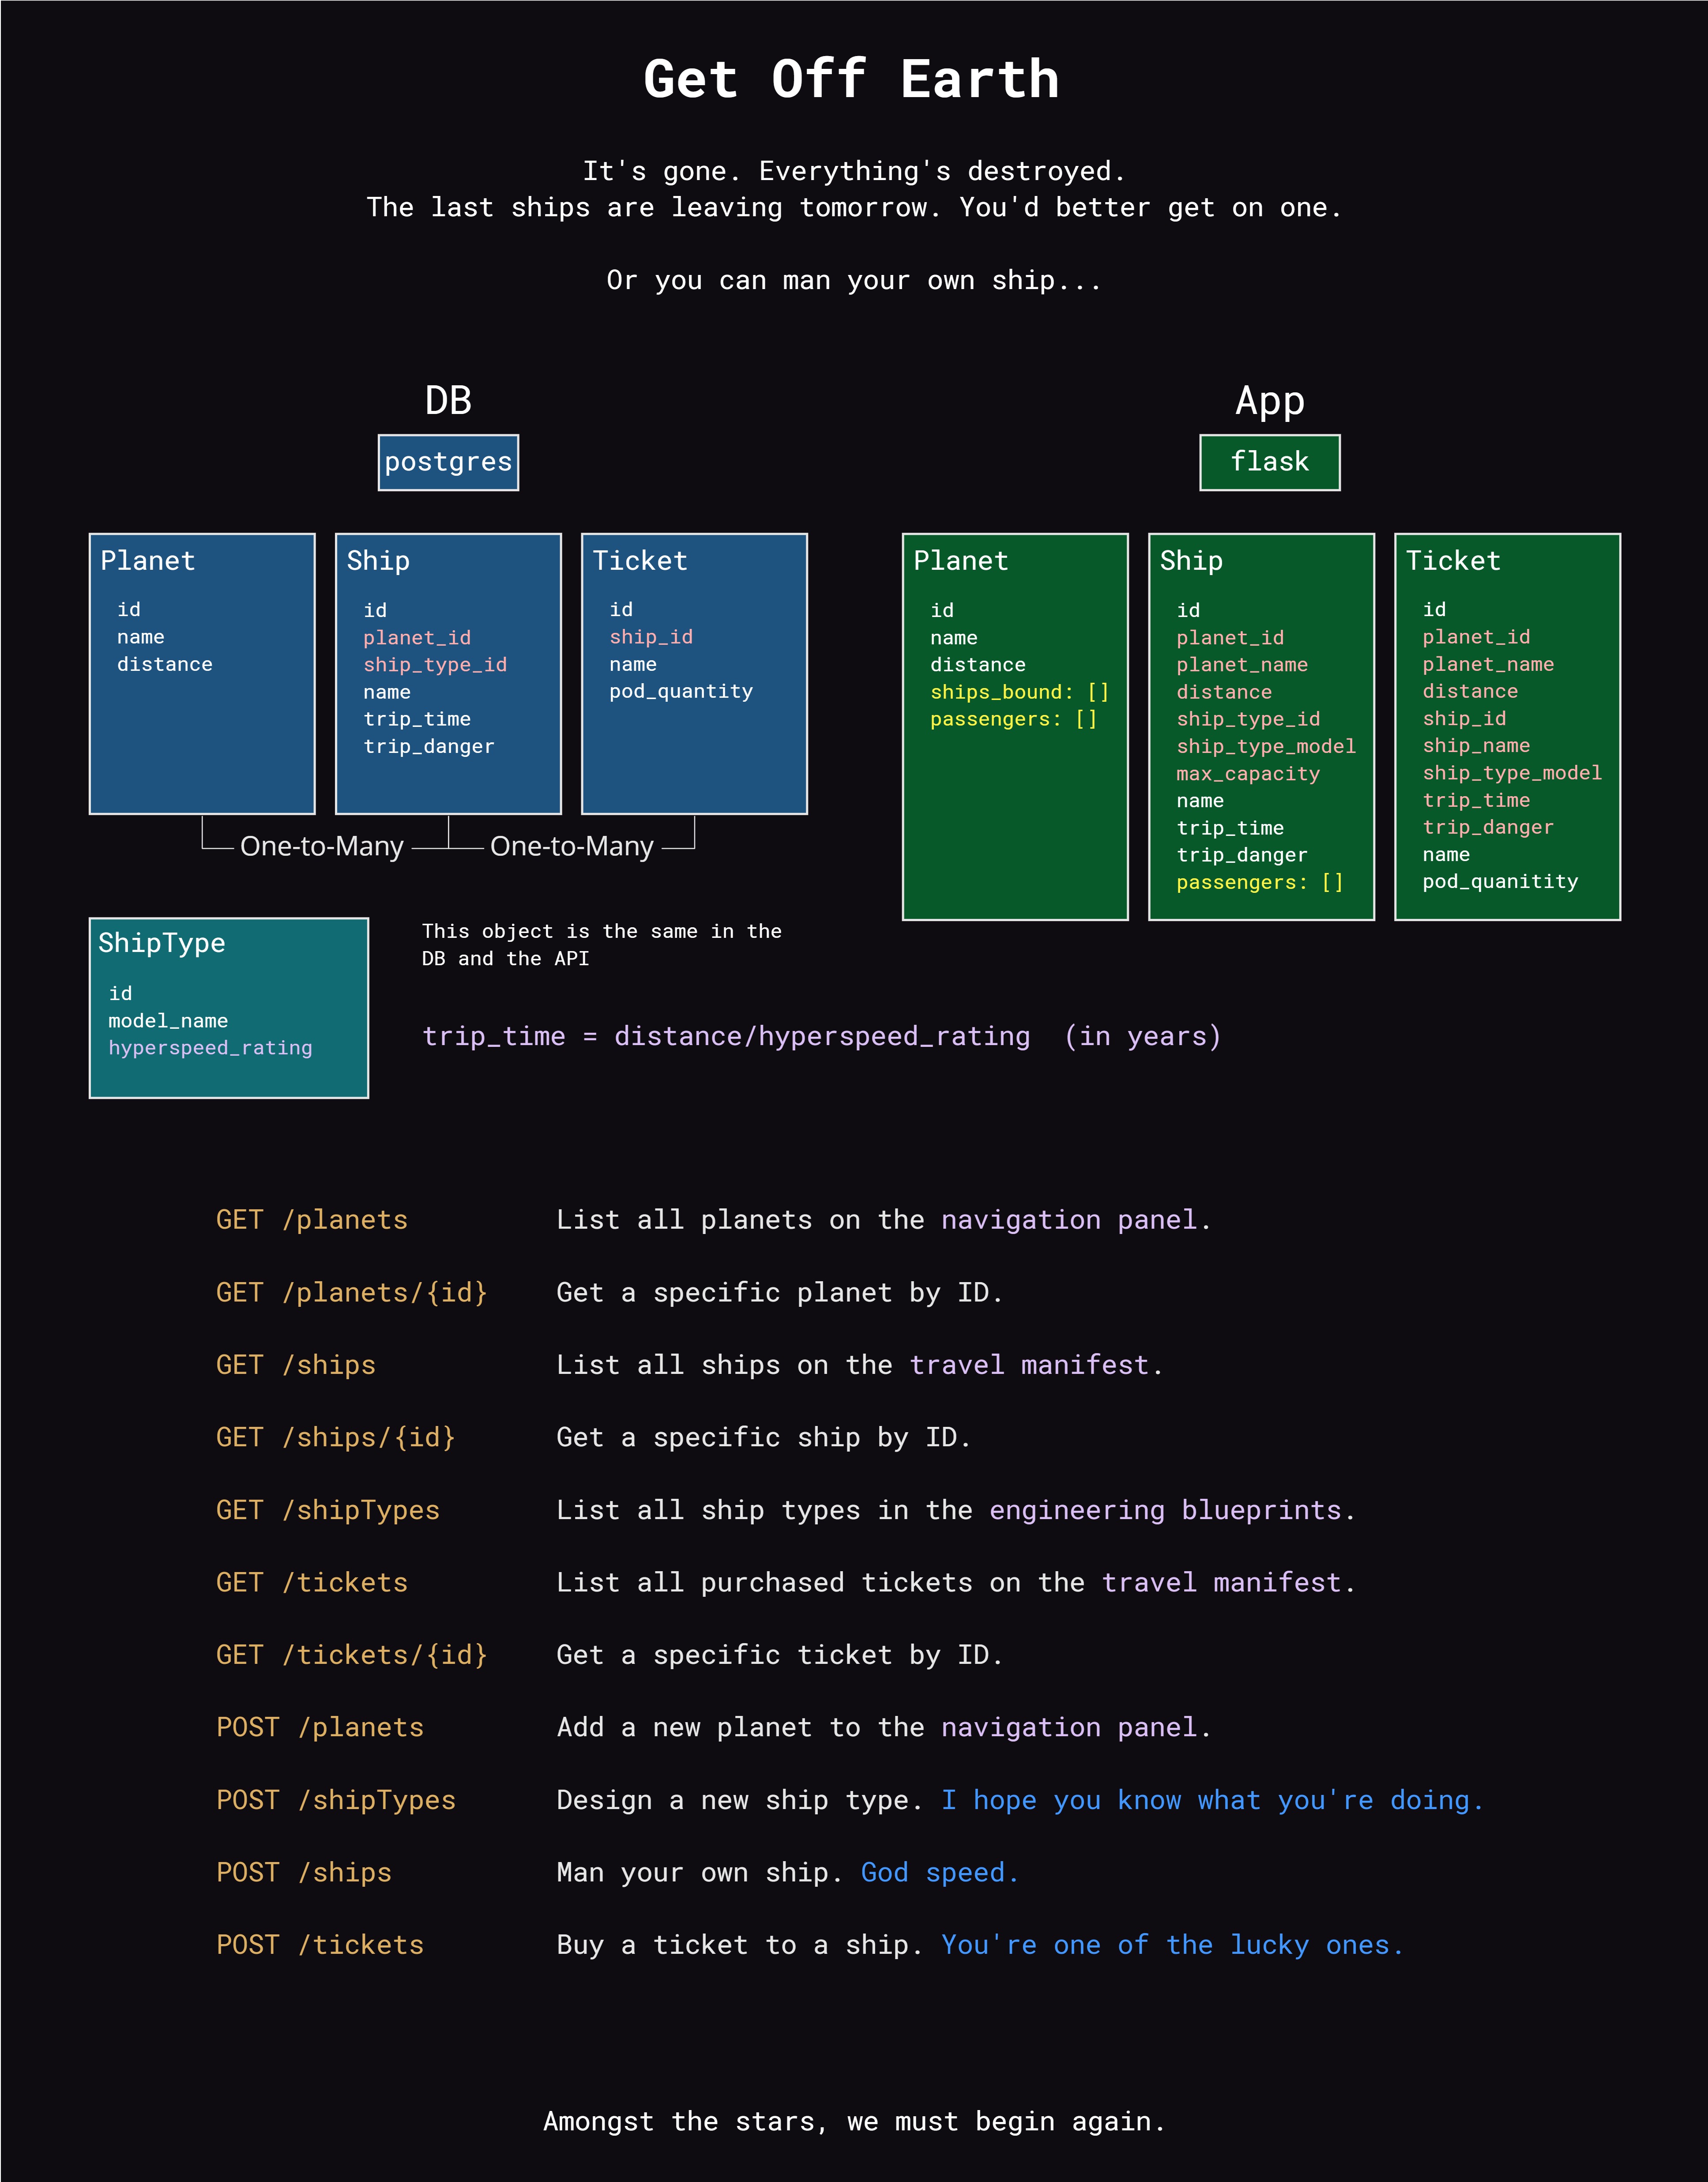 Get Off Earth
It's gone. Everything's destroyed.
The last ships are leaving tomorrow. You'd better get on one.
Or you can man your own ship...
DB
postgres
Planet
id
name
distance
Ship
id
planet_id
ship_type_id
name
trip_time
trip_danger
Ticket
id
ship_id
name
pod_quantity
One-to-Many
One-to-Many
App
flask
Planet
id
name
distance
ships_bound: []
passengers: []
Ship
id
planet_id
planet_name
distance
ship_type_id
ship_type_model
max_capacity
name
trip_time
trip_danger
passengers: []
Ticket
id
planet_id
planet_name
distance
ship_id
ship_name
ship_type_model
trip_time
trip_danger
name
pod_quanitity
ShipType
id
model_name
hyperspeed_rating
This object is the same in the
DB and the API
trip_time = distance/hyperspeed_rating (in years)
GET /planets List all planets on the navigation panel.
GET /planets/{id} Get a specific planet by ID.
GET /ships List all ships on the travel manifest.
GET /ships/{id} Get a specific ship by ID.
GET /shipTypes List all ship types in the engineering blueprints.
GET /tickets List all purchased tickets on the travel manifest.
GET /tickets/{id} Get a specific ticket by ID.
POST /planets Add a new planet to the navigation panel.
POST /shipTypes Design a new ship type. I hope you know what you're doing.
POST /ships Man your own ship. God speed.
POST /tickets Buy a ticket to a ship. You're one of the lucky ones.
Amongst the stars, we must begin again.